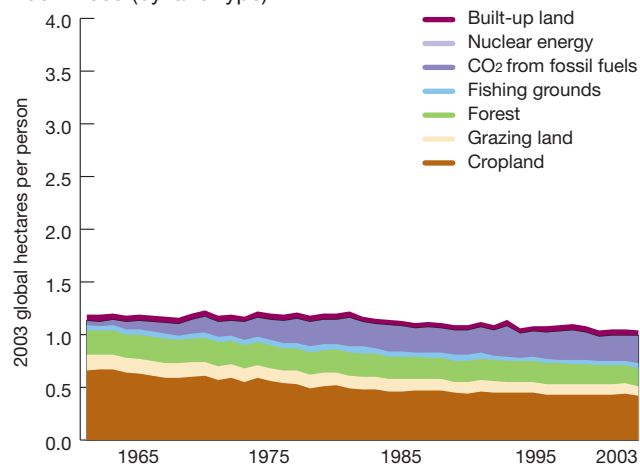 4.0
3.5
3.0
2.5
2.0
1.5
1.0
0.5
0.0
2003 global hectares per person
Built-up land
Nuclear energy
CO2 from fossil fuels
Fishing grounds
Forest
Grazing land
Cropland
1965 1975 1985 1995 2003